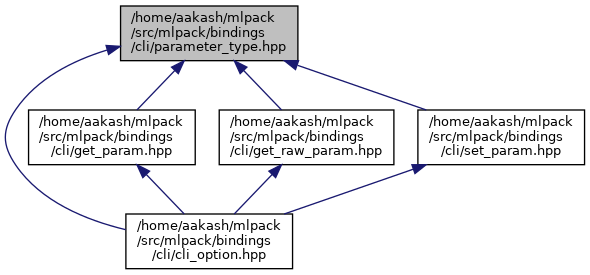 /home/aakash/mlpack
/src/mlpack/bindings
/cli/parameter_type.hpp
/home/aakash/mlpack
/src/mlpack/bindings
/cli/get_param.hpp
/home/aakash/mlpack
/src/mlpack/bindings
/cli/get_raw_param.hpp
/home/aakash/mlpack
/src/mlpack/bindings
/cli/set_param.hpp
/home/aakash/mlpack
/src/mlpack/bindings
/cli/cli_option.hpp